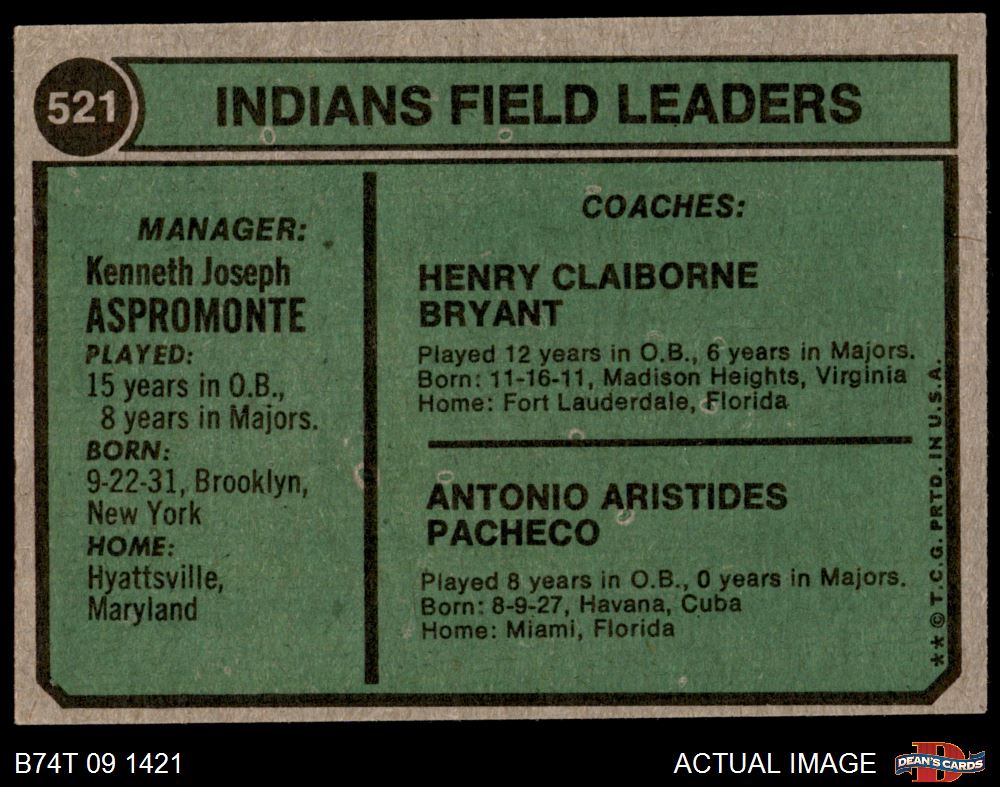 521
INDIANS FIELD LEADERS
MANAGER:
Kenneth Joseph
ASPROMONTE
PLAYED:
15 years in O.B.,
8 years in Majors.
BORN:
9-22-31, Brooklyn,
New York
HOME:
Hyattsville,
Maryland
COACHES:
HENRY CLAIBORNE
BRYANT
Played 12 years in O.B., 6 years in Majors.
Born: 11-16-11, Madison Heights, Virginia
Home: Fort Lauderdale, Florida
ANTONIO ARISTIDES
PACHECO
Played 8 years in O.B., 0 years in Majors.
Born: 8-9-27, Havana, Cuba
Home: Miami, Florida
** © T.C.G. PRTD. IN U.S.A.
B74T 09 1421
ACTUAL IMAGE
DEAN'S CARDS